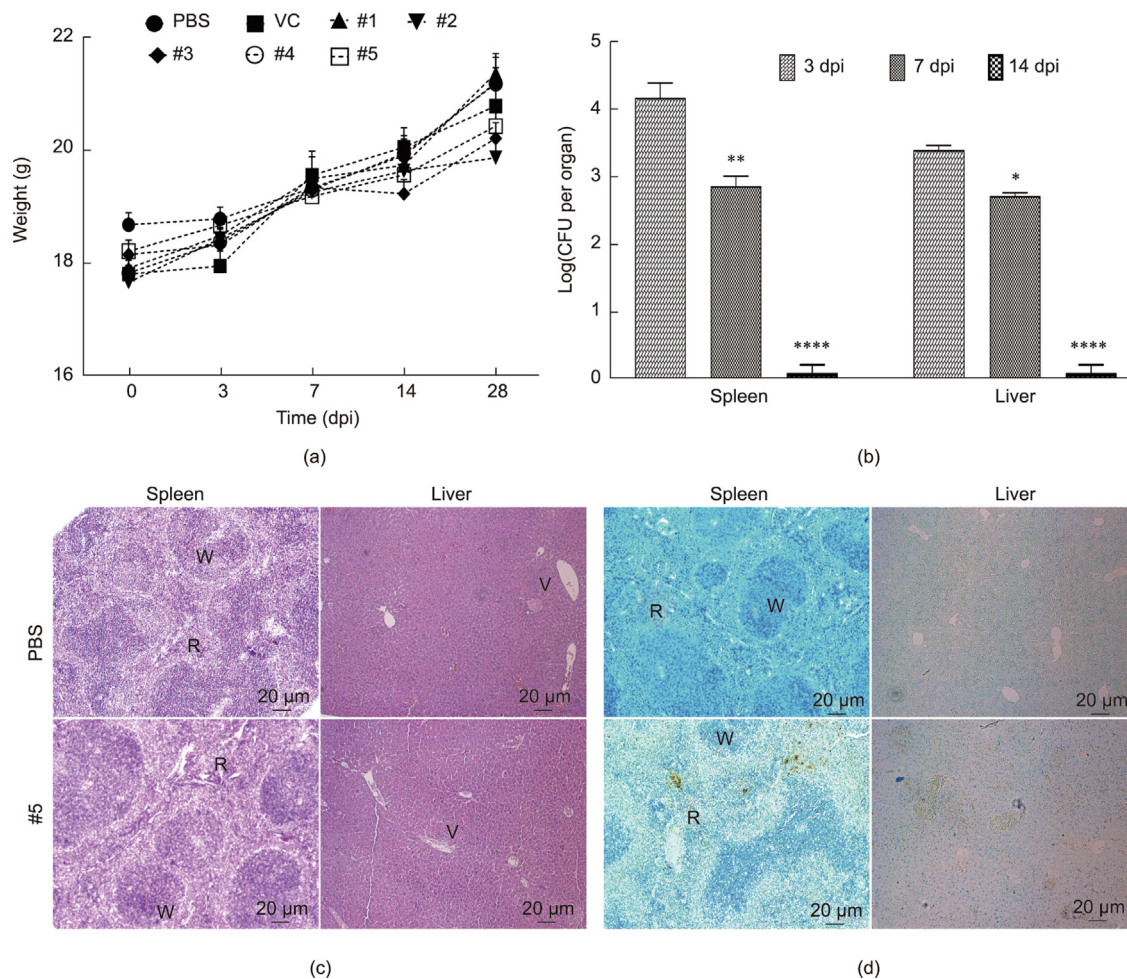 PBS VC #1 #2
#3 #4 #5
22
20
18
16
Weight (g)
0 3 7 14 28
Time (dpi)
(a)
5
4
3
2
1
0
Log(CFU per organ)
3 dpi 7 dpi 14 dpi
** **** * ****
Spleen Liver
(b)
Spleen Liver
PBS
W
R
20 μm
V
20 μm
#5
R
W
20 μm
V
20 μm
(c)
Spleen Liver
R
W
20 μm
20 μm
W
R
20 μm
20 μm
(d)